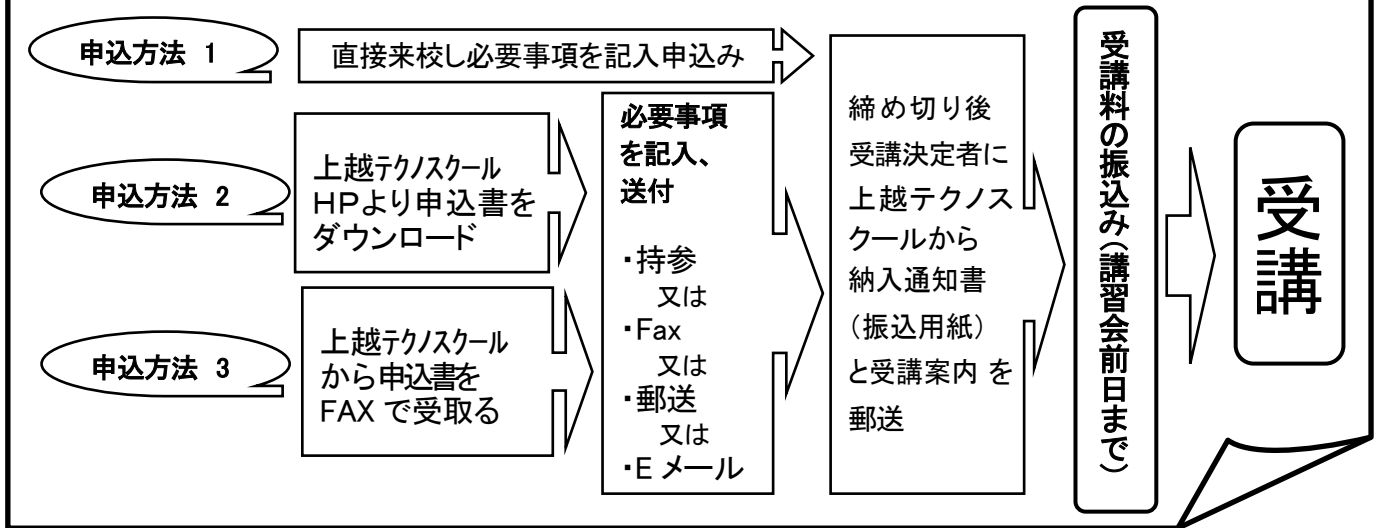 申込方法 1
直接来校し必要事項を記入申込み
申込方法 2
上越テクノスクール
HPより申込書を
ダウンロード
申込方法 3
上越テクノスクール
から申込書を
FAX で受取る
必要事項
を記入、
送付
・持参
又は
・Fax
又は
・郵送
又は
・E メール
締め切り後
受講決定者に
上越テクノス
クールから
納入通知書
(振込用紙)
と受講案内 を
郵送
受講料の振込み(講習会前日まで)
受講